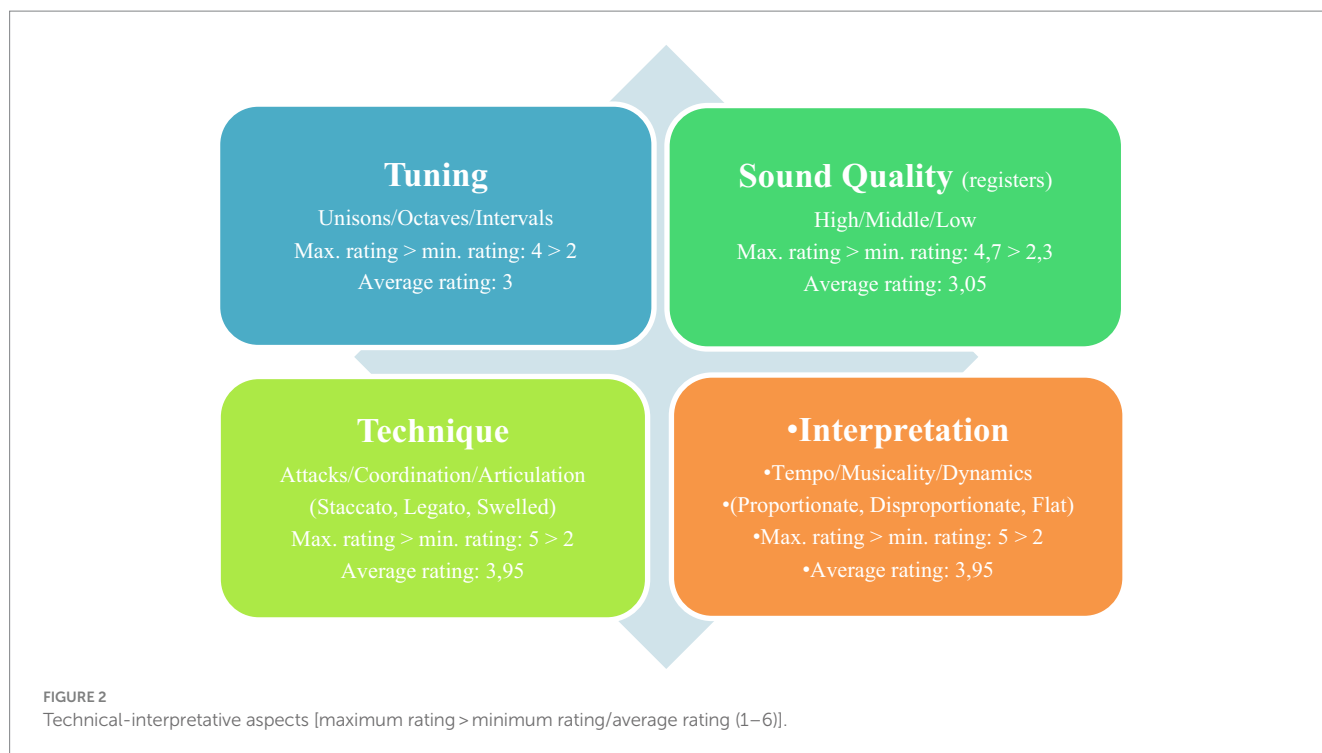 Tuning
Unisons/Octaves/Intervals
Max. rating > min. rating: 4 > 2
Average rating: 3
Sound Quality (registers)
High/Middle/Low
Max. rating > min. rating: 4,7 > 2,3
Average rating: 3,05
Technique
Attacks/Coordination/Articulation
(Staccato, Legato, Swelled)
Max. rating > min. rating: 5 > 2
Average rating: 3,95
•Interpretation
•Tempo/Musicality/Dynamics
•(Proportionate, Disproportionate, Flat)
•Max. rating > min. rating: 5 > 2
•Average rating: 3,95
FIGURE 2
Technical-interpretative aspects [maximum rating > minimum rating/average rating (1–6)].